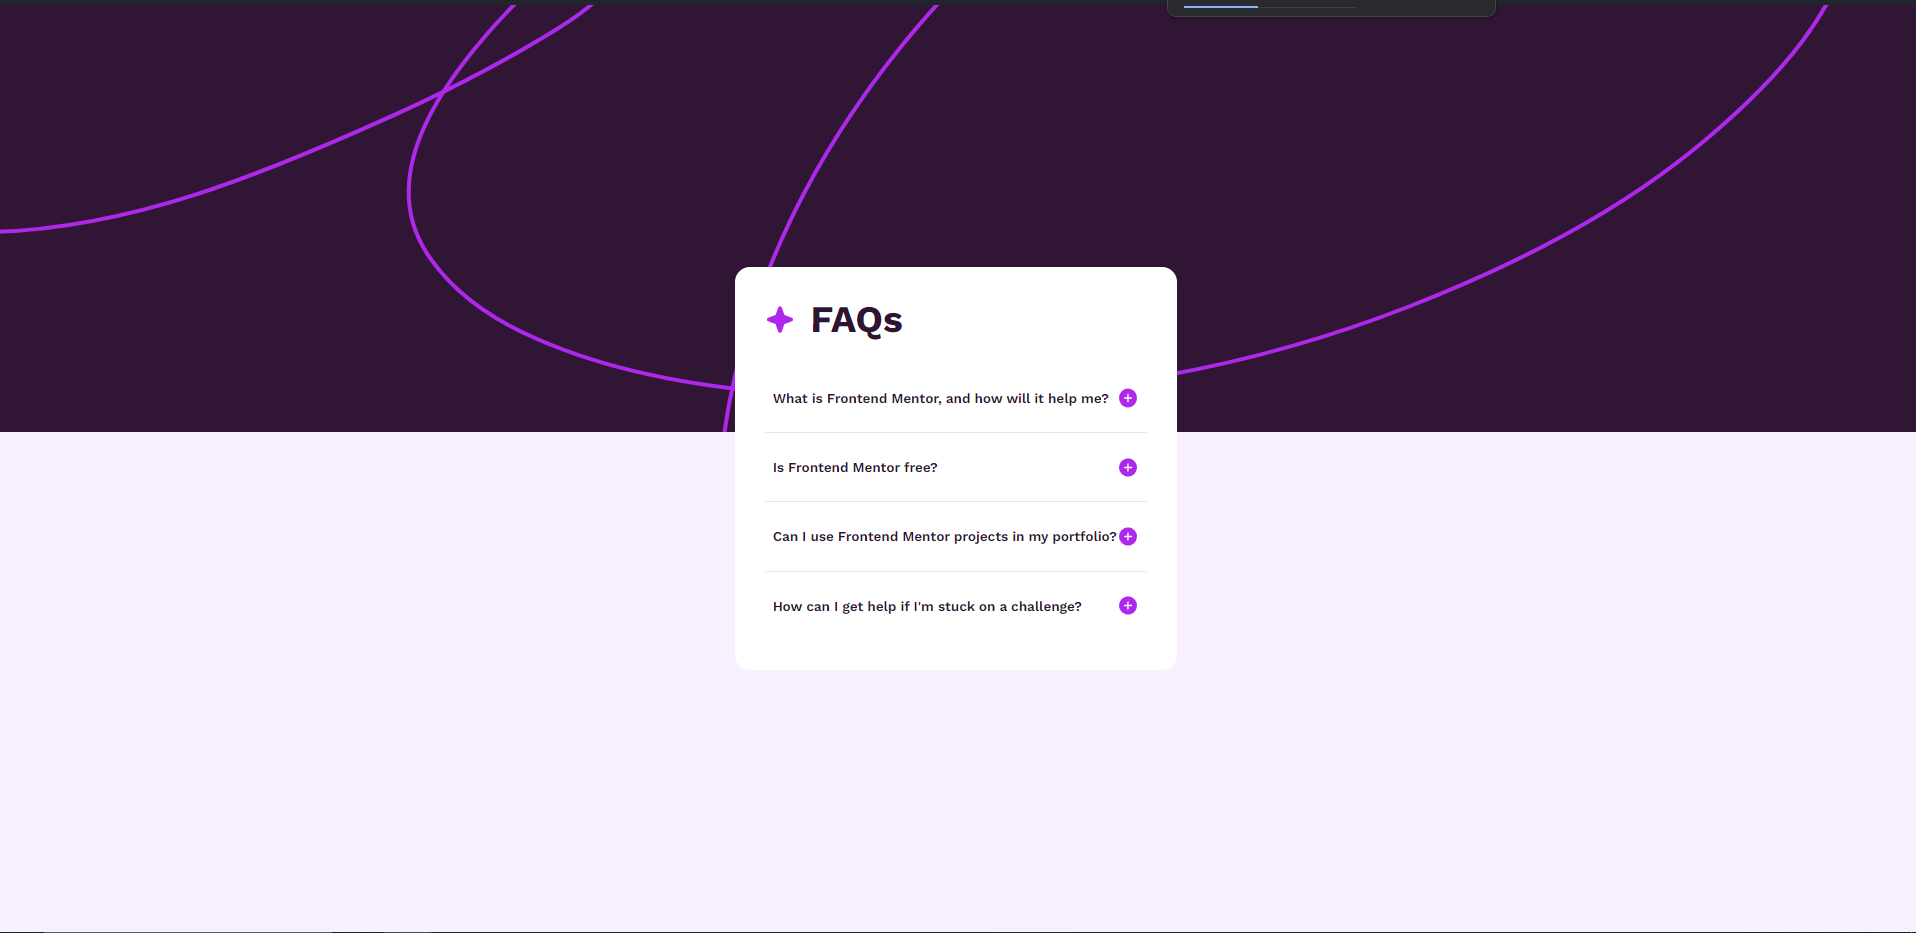 FAQs
What is Frontend Mentor, and how will it help me?
Is Frontend Mentor free?
Can I use Frontend Mentor projects in my portfolio?
How can I get help if I'm stuck on a challenge?